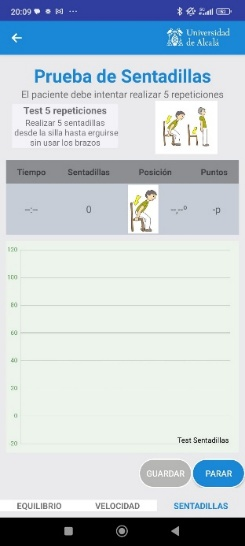 20:09
Universidad
de Alcalá
Prueba de Sentadillas
El paciente debe intentar realizar 5 repeticiones
Test 5 repeticiones
Realizar 5 sentadillas
desde la silla hasta erguirse
sin usar los brazos
Tiempo Sentadillas Posición Puntos
--:-- 0 --,--º -p
120
100
80
60
40
20
0
-20
Test Sentadillas
GUARDAR PARAR
EQUILIBRIO VELOCIDAD SENTADILLAS